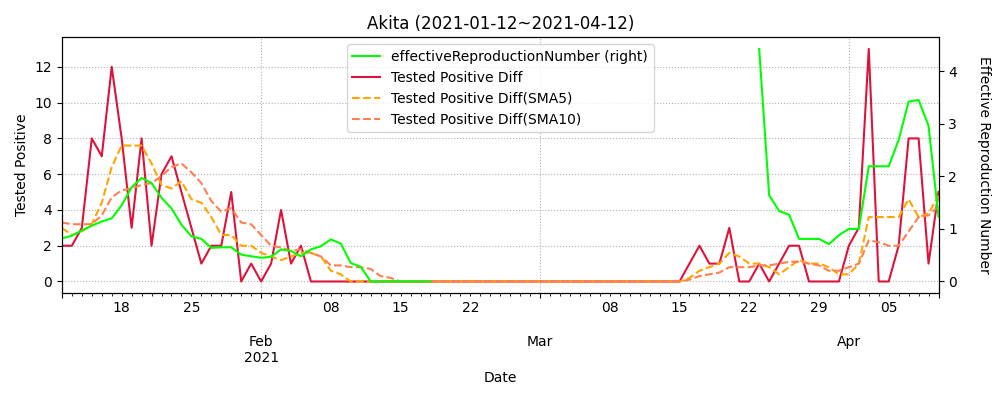 Akita (2021-01-12~2021-04-12)
effectiveReproductionNumber (right)
Tested Positive Diff
Tested Positive Diff(SMA5)
Tested Positive Diff(SMA10)
Tested Positive
12
10
8
6
4
2
0
4
3
2
1
0
Effective Reproduction Number
18 25 08 15 22 08 15 22 29 05
Feb Mar Apr
2021
Date